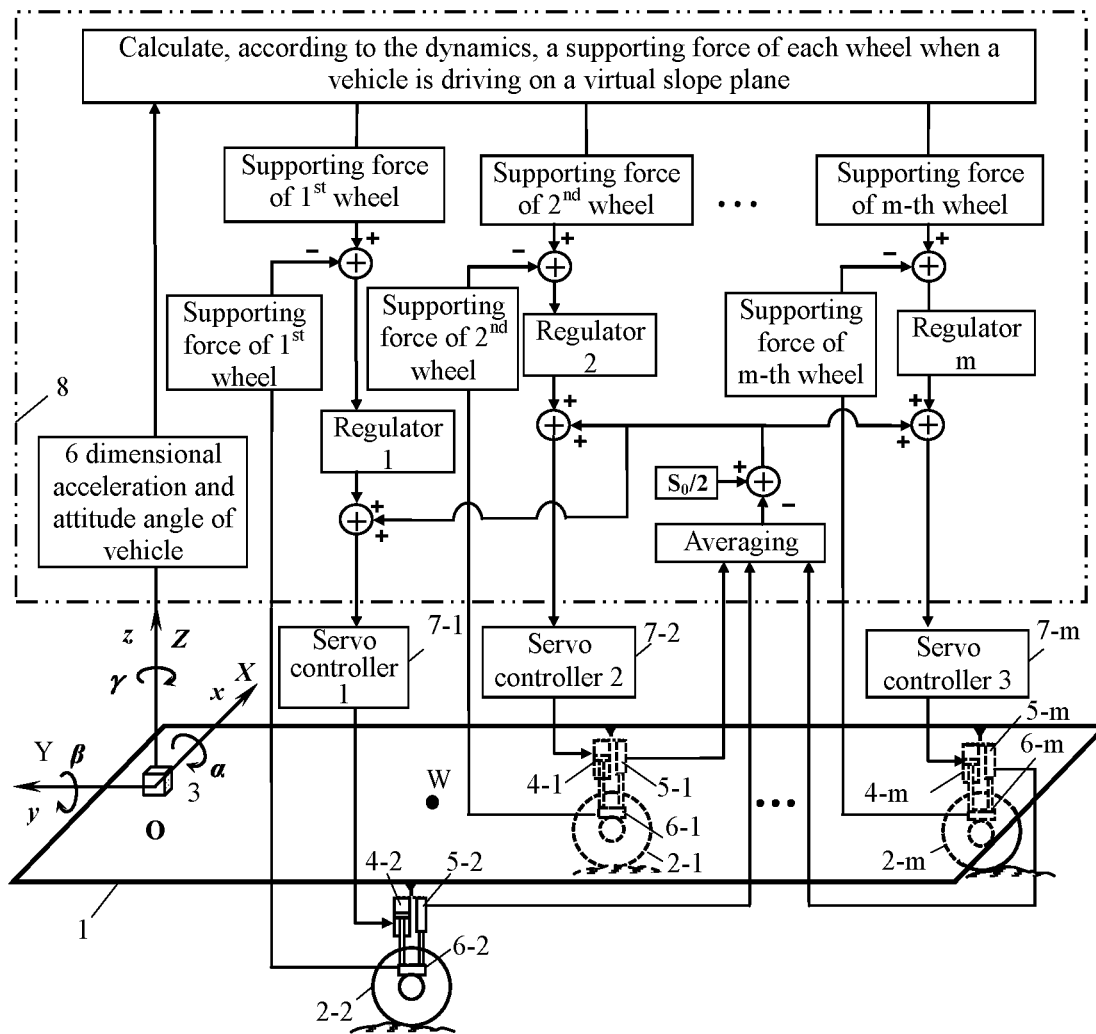 Calculate, according to the dynamics, a supporting force of each wheel when a
vehicle is driving on a virtual slope plane
Supporting force
of 1st wheel
Supporting force
of 2nd wheel
• • •
Supporting force
of m-th wheel
+
−
+
−
+
−
Supporting
force of 1st
wheel
Supporting
force of 2nd
wheel
Regulator
2
Supporting
force of
m-th wheel
Regulator
m
8
Regulator
1
+
+
+
+
6 dimensional
acceleration and
attitude angle of
vehicle
S0/2
+
−
+
+
Averaging
7-1
7-2
7-m
Servo
controller
1
Servo
controller 2
Servo
controller 3
z
Z
γ
X
x
Y
β
α
y
3
O
W
4-1
5-1
6-1
2-1
• • •
5-m
6-m
4-m
2-m
4-2
5-2
1
6-2
2-2